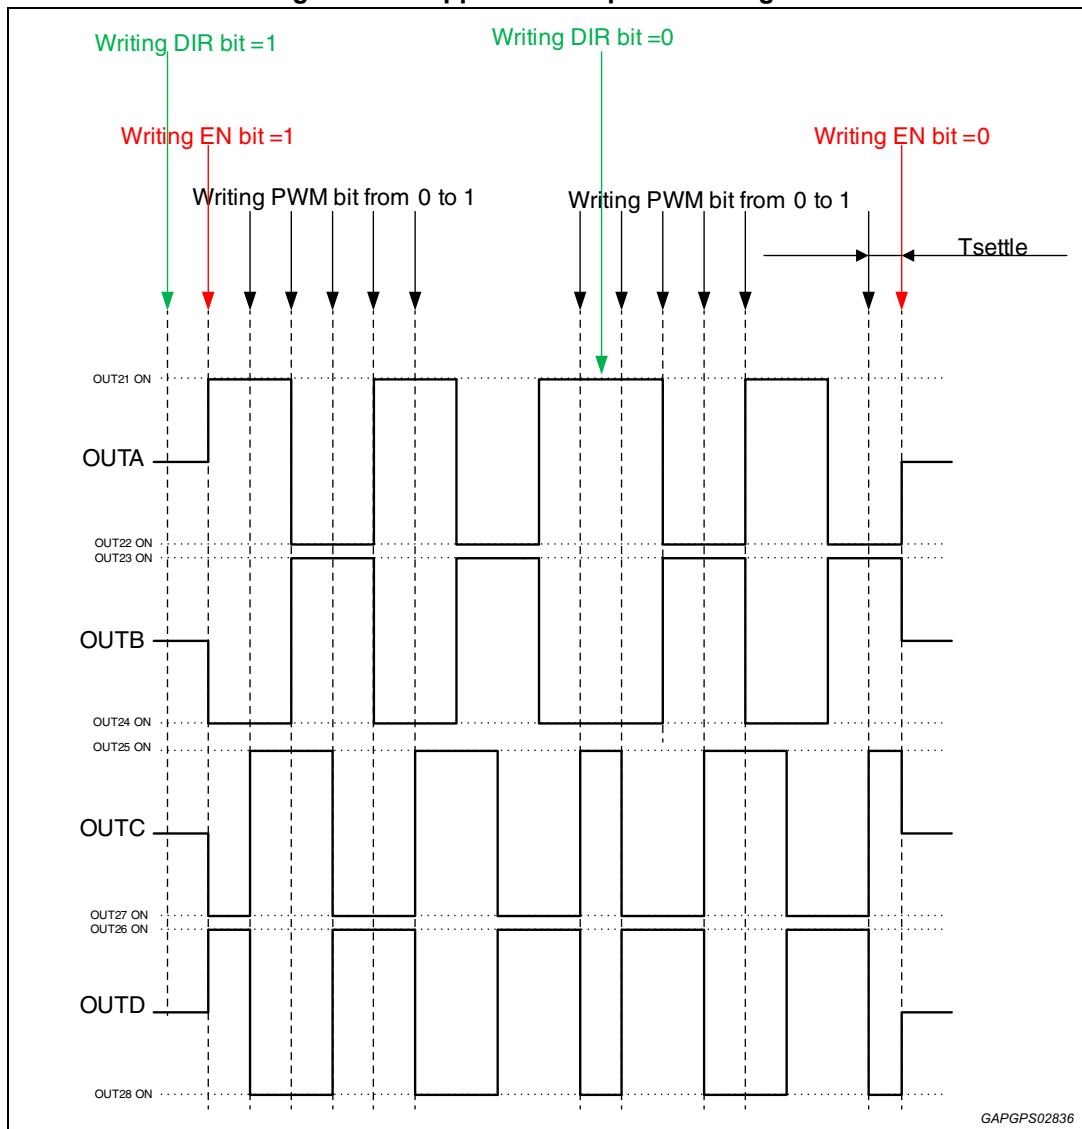 Writing DIR bit =1
Writing DIR bit =0
Writing EN bit =1
Writing EN bit =0
Writing PWM bit from 0 to 1
Writing PWM bit from 0 to 1
Tsettle
OUT21 ON
OUTA
OUT22 ON
OUT23 ON
OUTB
OUT24 ON
OUT25 ON
OUTC
OUT27 ON
OUT26 ON
OUTD
OUT28 ON
GAPGPS02836